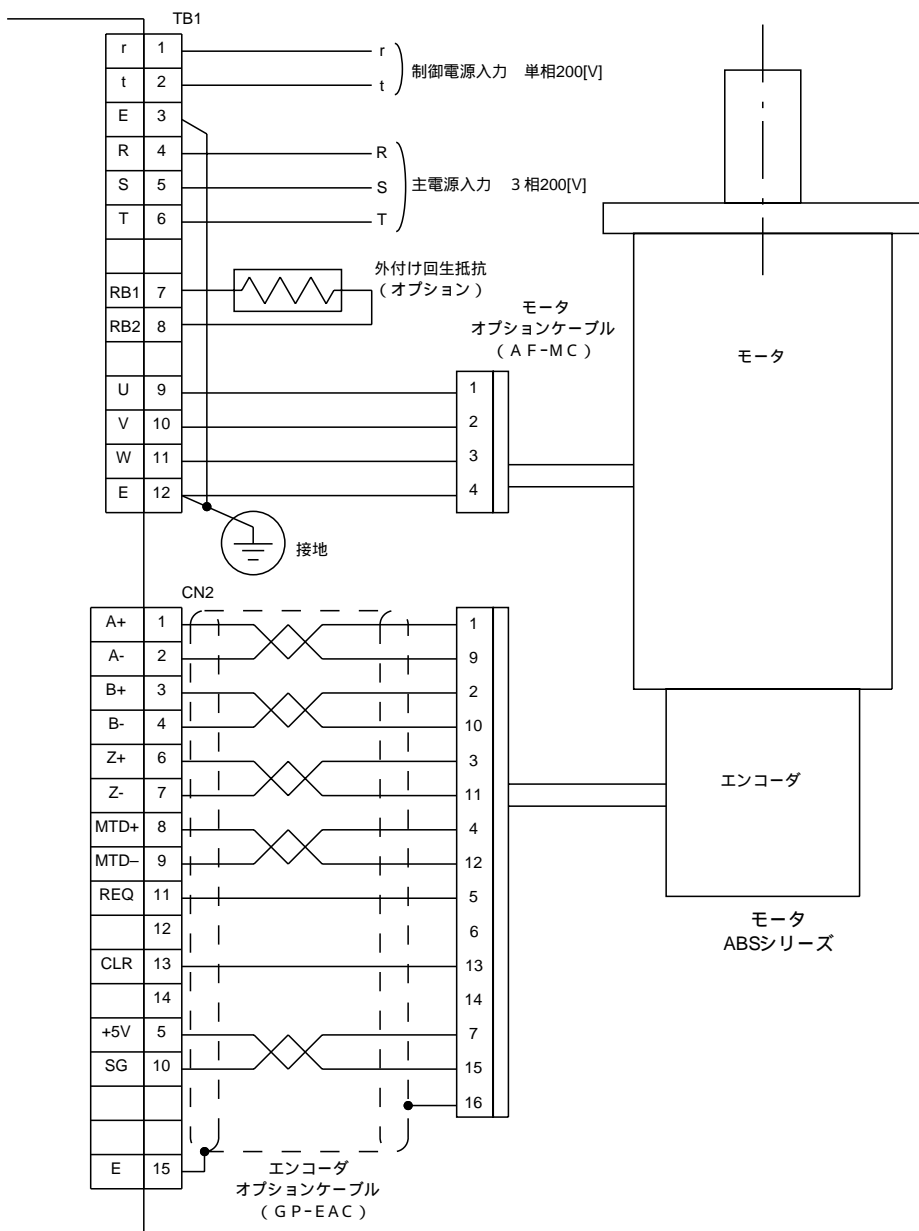 TB1
r 1 r
t 2 t
制御電源入力 単相200[V]
E 3
R 4 R
S 5 S
T 6 T
主電源入力 3相200[V]
外付け回生抵抗
(オプション)
RB1 7
RB2 8
モータ
オプションケーブル
(AF-MC)
モータ
U 9 1
V 10 2
W 11 3
E 12 4
接地
CN2
A+ 1 1
A- 2 9
B+ 3 2
B- 4 10
Z+ 6 3
Z- 7 11
エンコーダ
MTD+ 8 4
MTD– 9 12
REQ 11 5
12 6
モータ
ABSシリーズ
CLR 13 13
14 14
+5V 5 7
SG 10 15
16
E 15
エンコーダ
オプションケーブル
(GP-EAC)